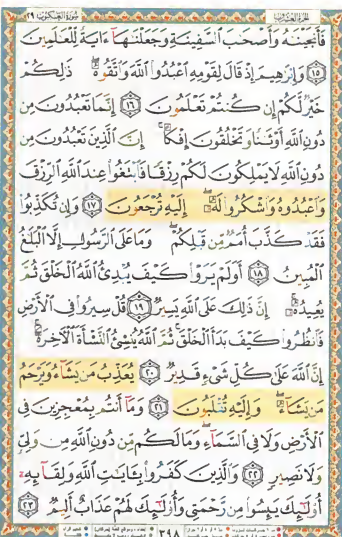 الجزء العشرون سورة العنكبوت ٢٩
فَأَنجَيْنَٰهُ وَأَصْحَٰبَ ٱلسَّفِينَةِ وَجَعَلْنَٰهَآ ءَايَةً لِّلْعَٰلَمِينَ
۝١٥ وَإِبْرَٰهِيمَ إِذْ قَالَ لِقَوْمِهِ ٱعْبُدُوا۟ ٱللَّهَ وَٱتَّقُوهُ ۖ ذَٰلِكُمْ
خَيْرٌ لَّكُمْ إِن كُنتُمْ تَعْلَمُونَ ۝١٦ إِنَّمَا تَعْبُدُونَ مِن
دُونِ ٱللَّهِ أَوْثَٰنًا وَتَخْلُقُونَ إِفْكًا ۚ إِنَّ ٱلَّذِينَ تَعْبُدُونَ مِن
دُونِ ٱللَّهِ لَا يَمْلِكُونَ لَكُمْ رِزْقًا فَٱبْتَغُوا۟ عِندَ ٱللَّهِ ٱلرِّزْقَ
وَٱعْبُدُوهُ وَٱشْكُرُوا۟ لَهُۥٓ ۖ إِلَيْهِ تُرْجَعُونَ ۝١٧ وَإِن تُكَذِّبُوا۟
فَقَدْ كَذَّبَ أُمَمٌ مِّن قَبْلِكُمْ ۖ وَمَا عَلَى ٱلرَّسُولِ إِلَّا ٱلْبَلَٰغُ
ٱلْمُبِينُ ۝١٨ أَوَلَمْ يَرَوْا۟ كَيْفَ يُبْدِئُ ٱللَّهُ ٱلْخَلْقَ ثُمَّ
يُعِيدُهُۥٓ ۚ إِنَّ ذَٰلِكَ عَلَى ٱللَّهِ يَسِيرٌ ۝١٩ قُلْ سِيرُوا۟ فِى ٱلْأَرْضِ
فَٱنظُرُوا۟ كَيْفَ بَدَأَ ٱلْخَلْقَ ۚ ثُمَّ ٱللَّهُ يُنشِئُ ٱلنَّشْأَةَ ٱلْءَاخِرَةَ ۚ
إِنَّ ٱللَّهَ عَلَىٰ كُلِّ شَىْءٍ قَدِيرٌ ۝٢٠ يُعَذِّبُ مَن يَشَآءُ وَيَرْحَمُ
مَن يَشَآءُ ۖ وَإِلَيْهِ تُقْلَبُونَ ۝٢١ وَمَآ أَنتُم بِمُعْجِزِينَ فِى
ٱلْأَرْضِ وَلَا فِى ٱلسَّمَآءِ ۖ وَمَا لَكُم مِّن دُونِ ٱللَّهِ مِن وَلِىٍّ
وَلَا نَصِيرٍ ۝٢٢ وَٱلَّذِينَ كَفَرُوا۟ بِـَٔايَٰتِ ٱللَّهِ وَلِقَآئِهِۦٓ
أُو۟لَٰٓئِكَ يَئِسُوا۟ مِن رَّحْمَتِى وَأُو۟لَٰٓئِكَ لَهُمْ عَذَابٌ أَلِيمٌ ۝٢٣
٣٩٨